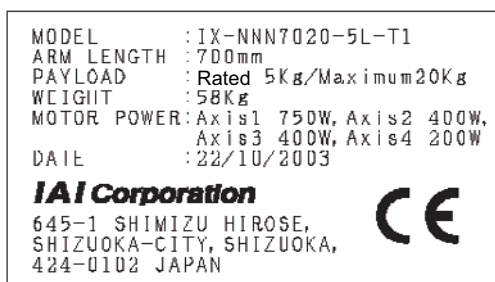 MODEL :IX-NNN7020-5L-T1
ARM LENGTH :700mm
PAYLOAD :Rated 5Kg/Maximum20Kg
WEIGHT :58Kg
MOTOR POWER:Axis1 750W, Axis2 400W,
Axis3 400W, Axis4 200W
DATE :22/10/2003
IAI Corporation
CE
645-1 SHIMIZU HIROSE,
SHIZUOKA-CITY, SHIZUOKA,
424-0102 JAPAN